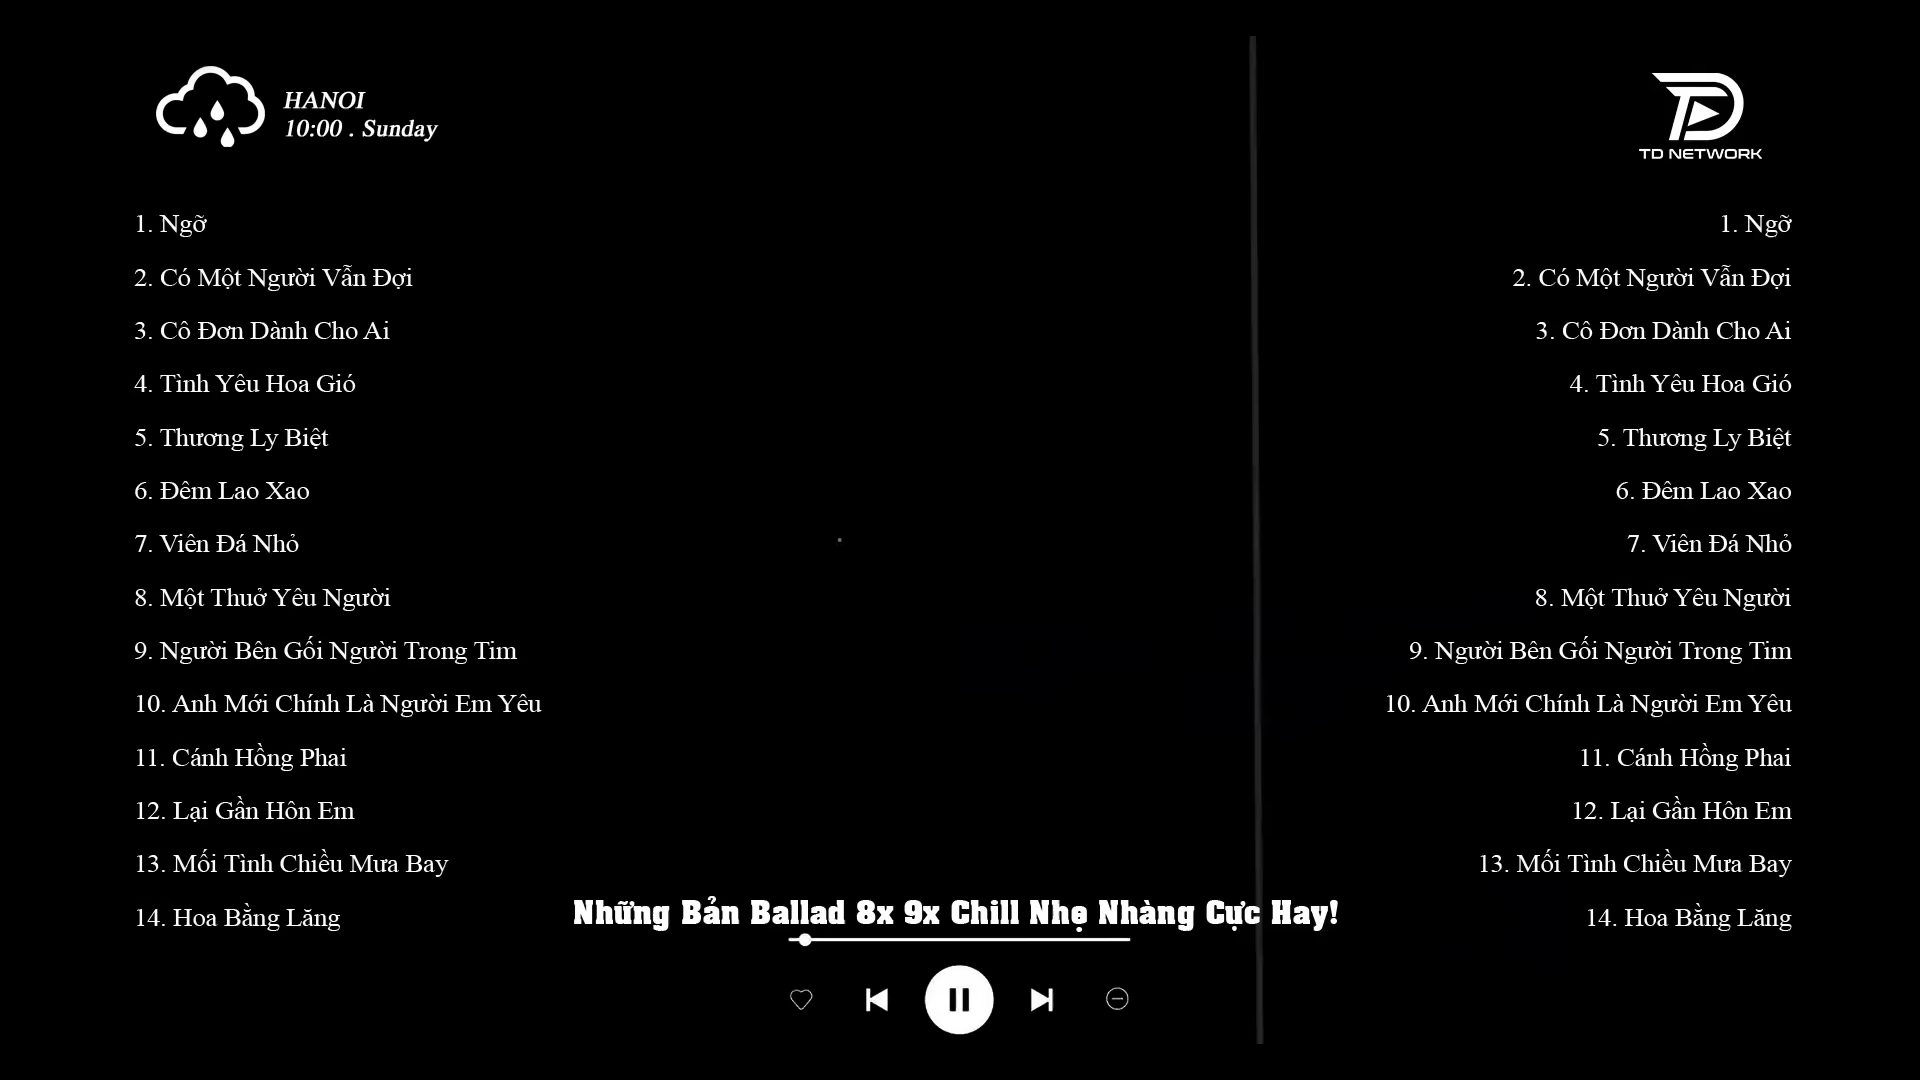 HANOI
10:00 . Sunday
TD NETWORK
1. Ngỡ
2. Có Một Người Vẫn Đợi
3. Cô Đơn Dành Cho Ai
4. Tình Yêu Hoa Gió
5. Thương Ly Biệt
6. Đêm Lao Xao
7. Viên Đá Nhỏ
8. Một Thuở Yêu Người
9. Người Bên Gối Người Trong Tim
10. Anh Mới Chính Là Người Em Yêu
11. Cánh Hồng Phai
12. Lại Gần Hôn Em
13. Mối Tình Chiều Mưa Bay
14. Hoa Bằng Lăng
1. Ngỡ
2. Có Một Người Vẫn Đợi
3. Cô Đơn Dành Cho Ai
4. Tình Yêu Hoa Gió
5. Thương Ly Biệt
6. Đêm Lao Xao
7. Viên Đá Nhỏ
8. Một Thuở Yêu Người
9. Người Bên Gối Người Trong Tim
10. Anh Mới Chính Là Người Em Yêu
11. Cánh Hồng Phai
12. Lại Gần Hôn Em
13. Mối Tình Chiều Mưa Bay
14. Hoa Bằng Lăng
Những Bản Ballad 8x 9x Chill Nhẹ Nhàng Cực Hay!